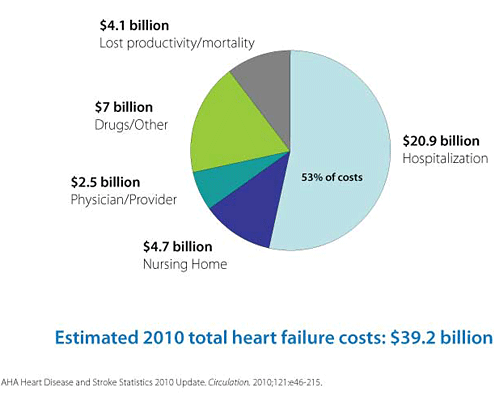 $4.1 billion
Lost productivity/mortality
$7 billion
Drugs/Other
$20.9 billion
Hospitalization
53% of costs
$2.5 billion
Physician/Provider
$4.7 billion
Nursing Home
Estimated 2010 total heart failure costs: $39.2 billion
AHA Heart Disease and Stroke Statistics 2010 Update. Circulation. 2010;121:e46-215.